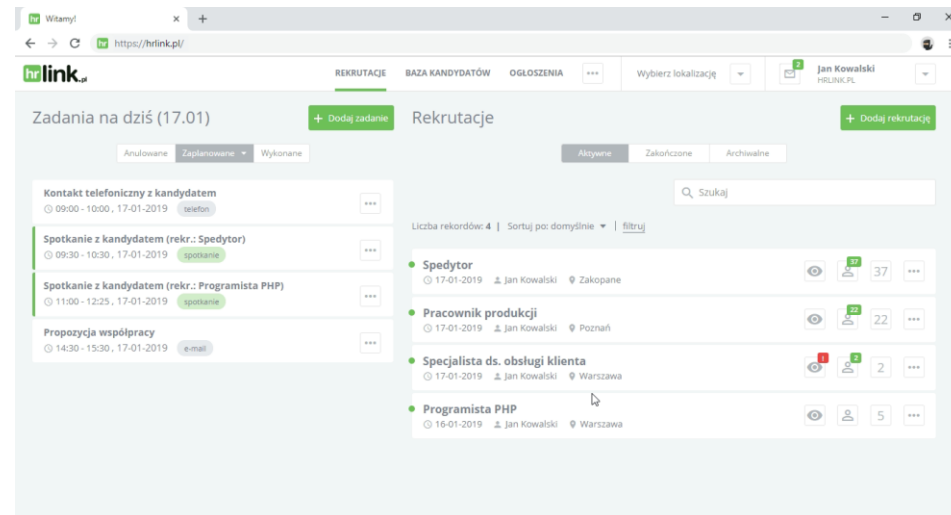 hr Witamy!
https://hrlink.pl/
hrlink.pl
REKRUTACJE BAZA KANDYDATÓW OGŁOSZENIA Wybierz lokalizację 2 Jan Kowalski
HRLINK.PL
Zadania na dziś (17.01)
+ Dodaj zadanie
Anulowane Zaplanowane Wykonane
Kontakt telefoniczny z kandydatem
09:00 - 10:00 , 17-01-2019 telefon
Spotkanie z kandydatem (rekr.: Spedytor)
09:30 - 10:30 , 17-01-2019 spotkanie
Spotkanie z kandydatem (rekr.: Programista PHP)
11:00 - 12:25 , 17-01-2019 spotkanie
Propozycja współpracy
14:30 - 15:30 , 17-01-2019 e-mail
Rekrutacje
+ Dodaj rekrutację
Aktywne Zakończone Archiwalne
Szukaj
Liczba rekordów: 4 | Sortuj po: domyślnie | filtruj
Spedytor 37 37
17-01-2019 Jan Kowalski Zakopane
Pracownik produkcji 22 22
17-01-2019 Jan Kowalski Poznań
Specjalista ds. obsługi klienta ! 2 2
17-01-2019 Jan Kowalski Warszawa
Programista PHP 5
16-01-2019 Jan Kowalski Warszawa